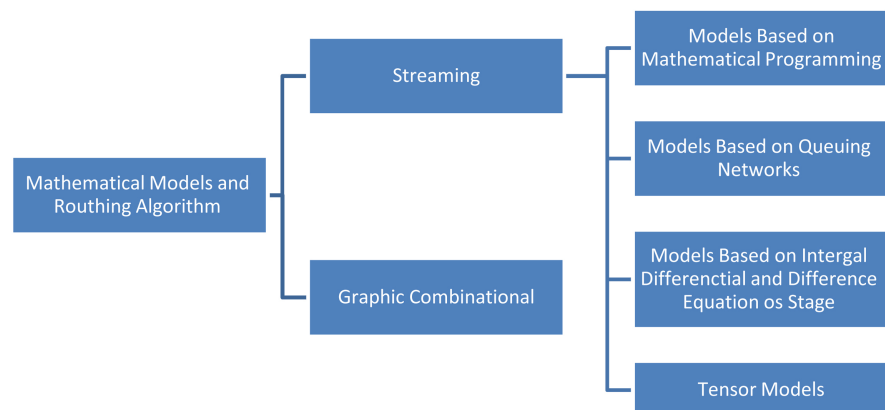 Mathematical Models and
Routhing Algorithm
Streaming
Graphic Combinational
Models Based on
Mathematical Programming
Models Based on Queuing
Networks
Models Based on Intergal
Differenctial and Difference
Equation os Stage
Tensor Models